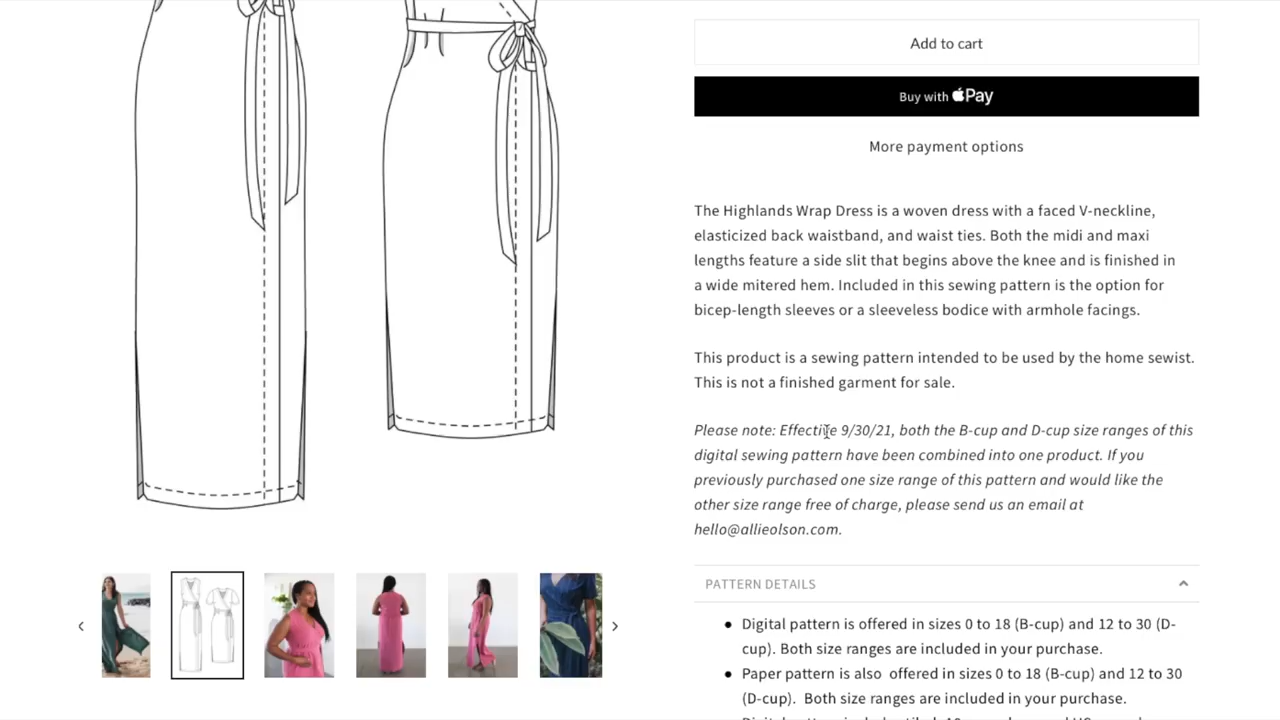 Add to cart
Buy with Pay
More payment options
The Highlands Wrap Dress is a woven dress with a faced V-neckline,
elasticized back waistband, and waist ties. Both the midi and maxi
lengths feature a side slit that begins above the knee and is finished in
a wide mitered hem. Included in this sewing pattern is the option for
bicep-length sleeves or a sleeveless bodice with armhole facings.
This product is a sewing pattern intended to be used by the home sewist.
This is not a finished garment for sale.
Please note: Effective 9/30/21, both the B-cup and D-cup size ranges of this
digital sewing pattern have been combined into one product. If you
previously purchased one size range of this pattern and would like the
other size range free of charge, please send us an email at
hello@allieolson.com.
PATTERN DETAILS
● Digital pattern is offered in sizes 0 to 18 (B-cup) and 12 to 30 (D-
cup). Both size ranges are included in your purchase.
● Paper pattern is also offered in sizes 0 to 18 (B-cup) and 12 to 30
(D-cup). Both size ranges are included in your purchase.